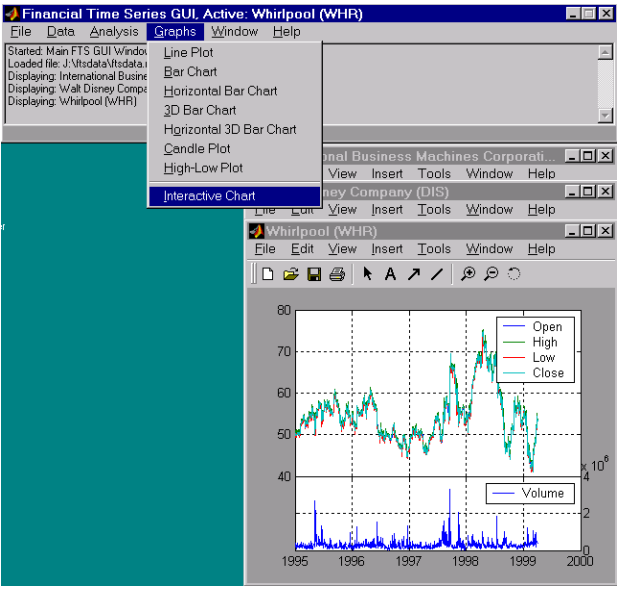 Financial Time Series GUI, Active: Whirlpool (WHR)
File Data Analysis Graphs Window Help
Started: Main FTS GUI Window
Loaded file: J:\ftsdata\ftsdata.
Displaying: International Busine
Displaying: Walt Disney Compa
Displaying: Whirlpool (WHR)
Line Plot
Bar Chart
Horizontal Bar Chart
3D Bar Chart
Horizontal 3D Bar Chart
Candle Plot
High-Low Plot
Interactive Chart
onal Business Machines Corporati...
View Insert Tools Window Help
ney Company (DIS)
File Edit View Insert Tools Window Help
Whirlpool (WHR)
File Edit View Insert Tools Window Help
A
80
70
60
50
40
Open
High
Low
Close
x 10^6
4
2
0
Volume
1995 1996 1997 1998 1999 2000